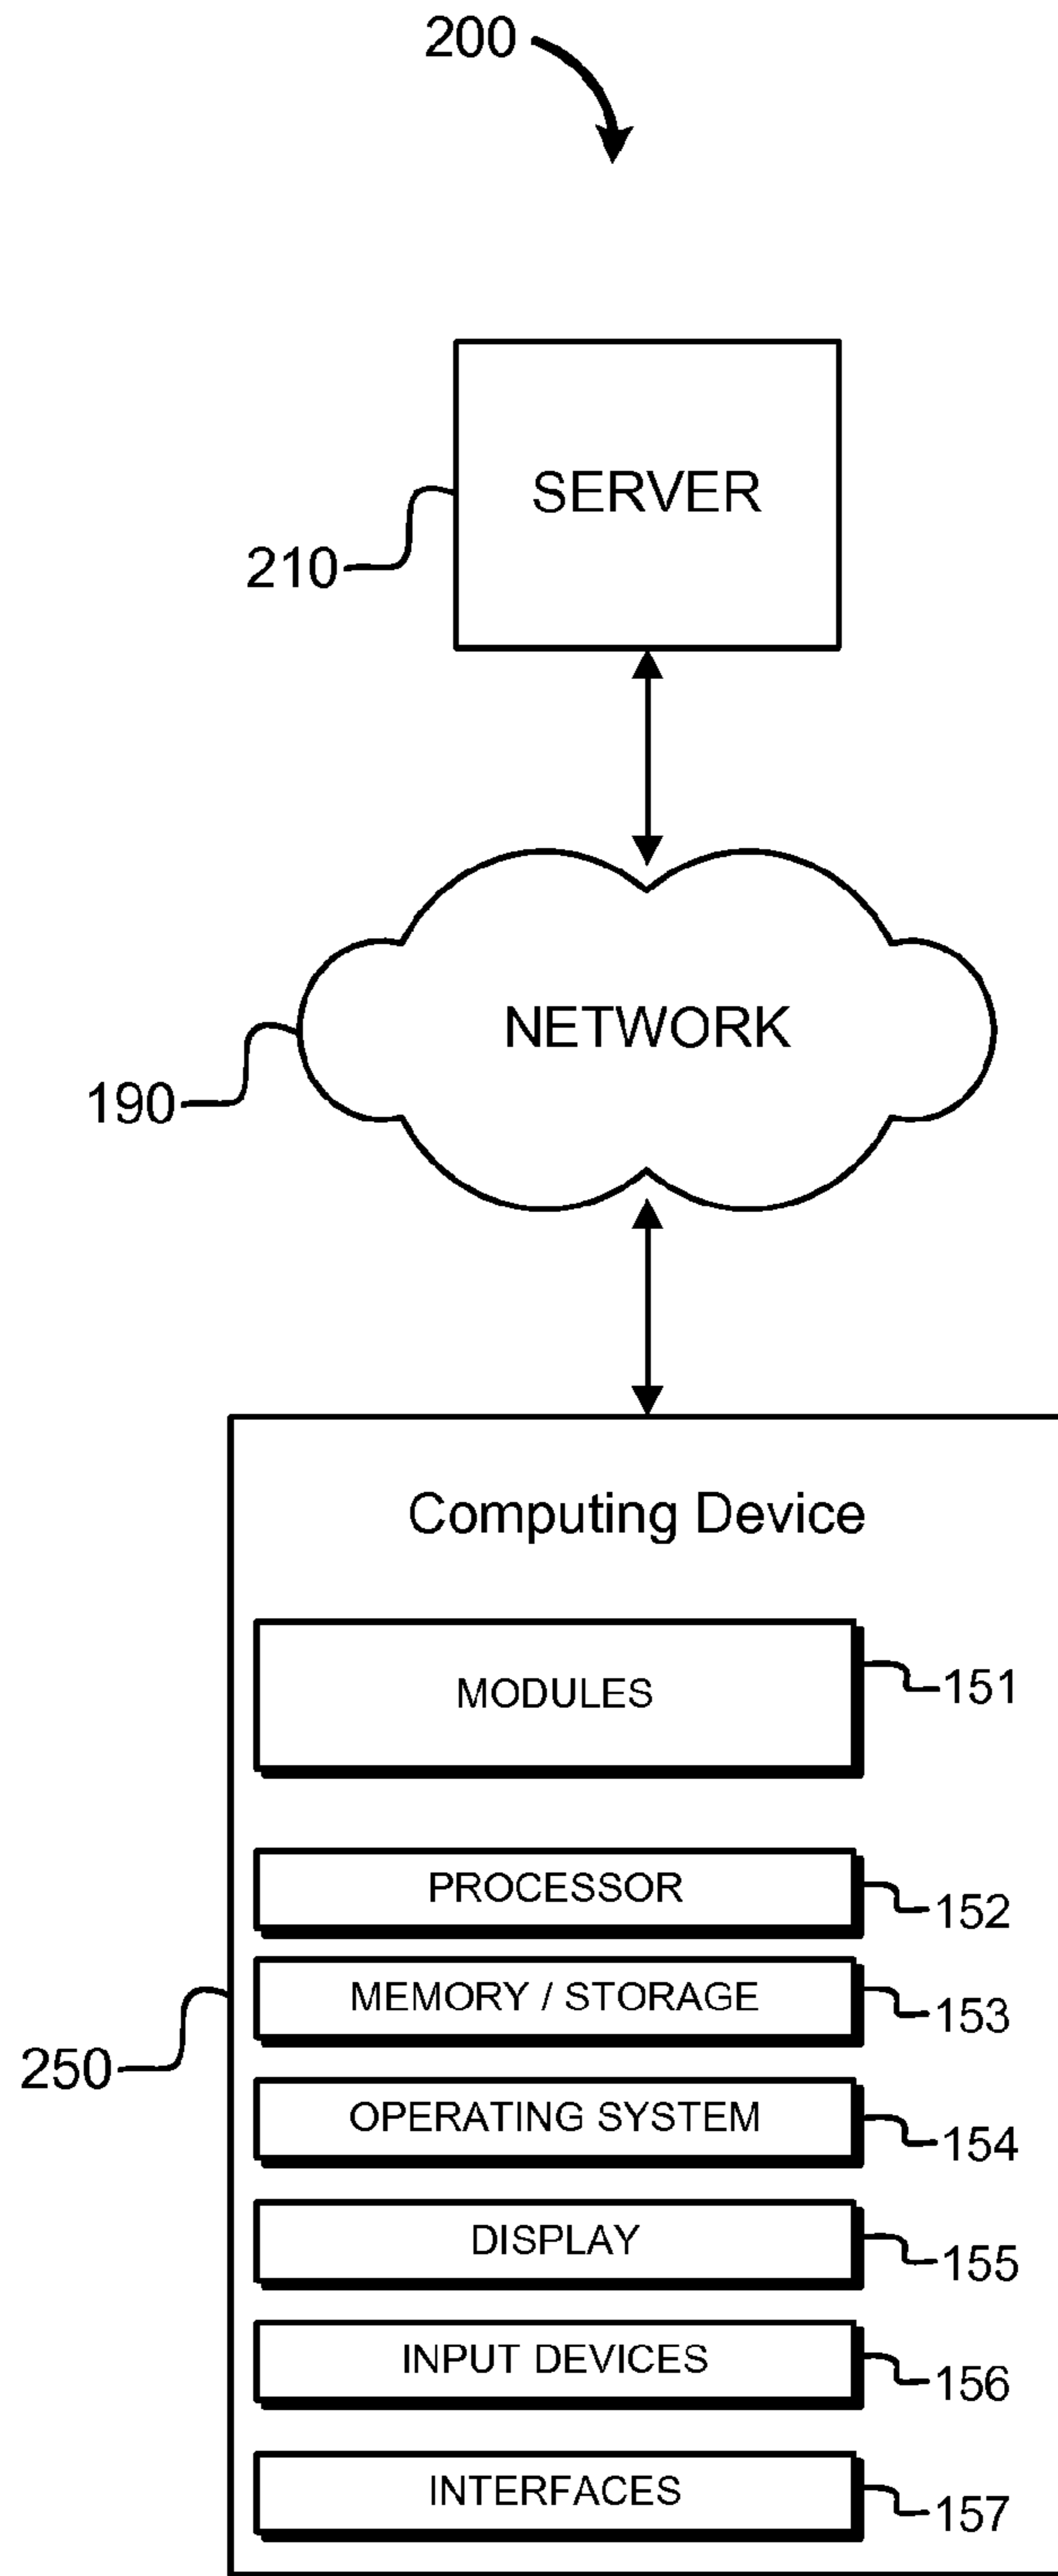 200
SERVER
210
NETWORK
190
Computing Device
MODULES
151
PROCESSOR
152
MEMORY / STORAGE
153
250
OPERATING SYSTEM
154
DISPLAY
155
INPUT DEVICES
156
INTERFACES
157